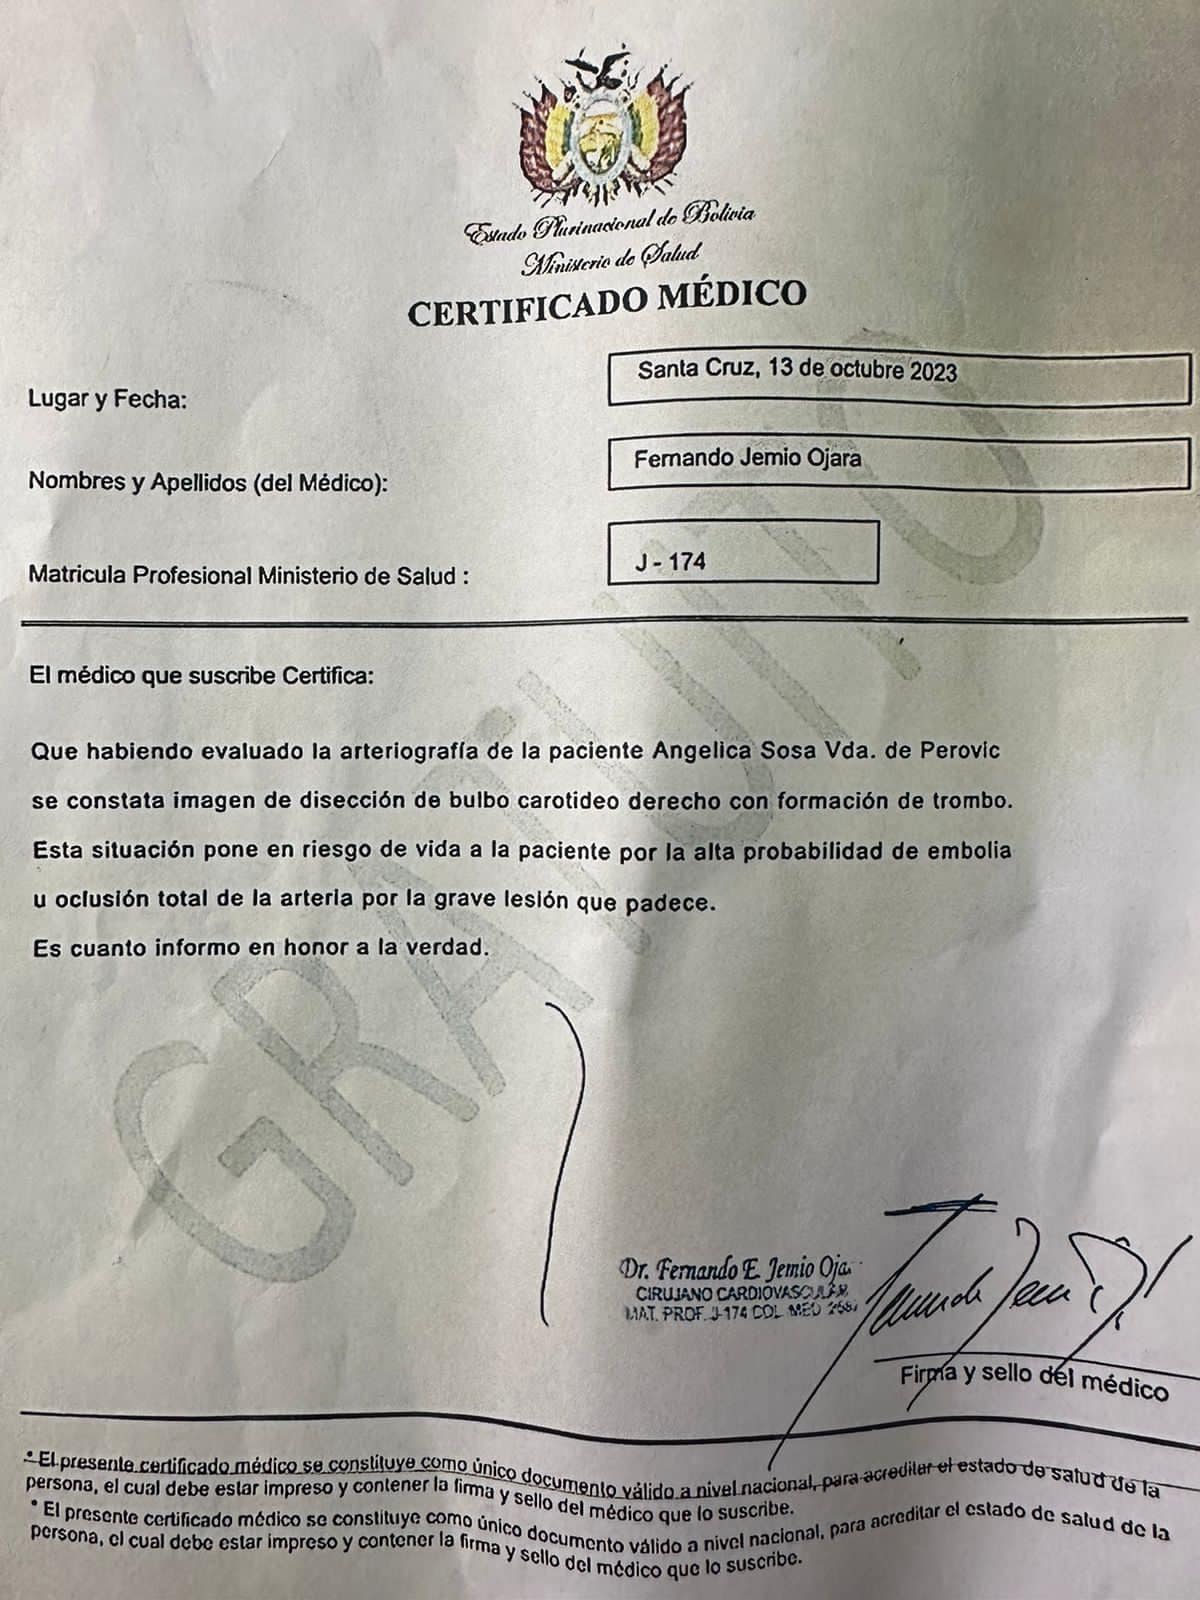 Estado Plurinacional de Bolivia
Ministerio de Salud
CERTIFICADO MÉDICO
Lugar y Fecha:
Santa Cruz, 13 de octubre 2023
Nombres y Apellidos (del Médico):
Fernando Jemio Ojara
Matricula Profesional Ministerio de Salud :
J - 174
El médico que suscribe Certifica:
Que habiendo evaluado la arteriografía de la paciente Angelica Sosa Vda. de Perovic
se constata imagen de disección de bulbo carotideo derecho con formación de trombo.
Esta situación pone en riesgo de vida a la paciente por la alta probabilidad de embolia
u oclusión total de la arteria por la grave lesión que padece.
Es cuanto informo en honor a la verdad.
GRATUITO
Dr. Fernando E. Jemio Oja
CIRUJANO CARDIOVASCULAR
MAT. PROF. J-174 COL MED
Firma y sello del médico
* El presente certificado médico se constituye como único documento válido a nivel nacional, para acreditar el estado de salud de la
persona, el cual debe estar impreso y contener la firma y sello del médico que lo suscribe.
* El presente certificado médico se constituye como único documento válido a nivel nacional, para acreditar el estado de salud de la
persona, el cual debe estar impreso y contener la firma y sello del médico que lo suscribe.